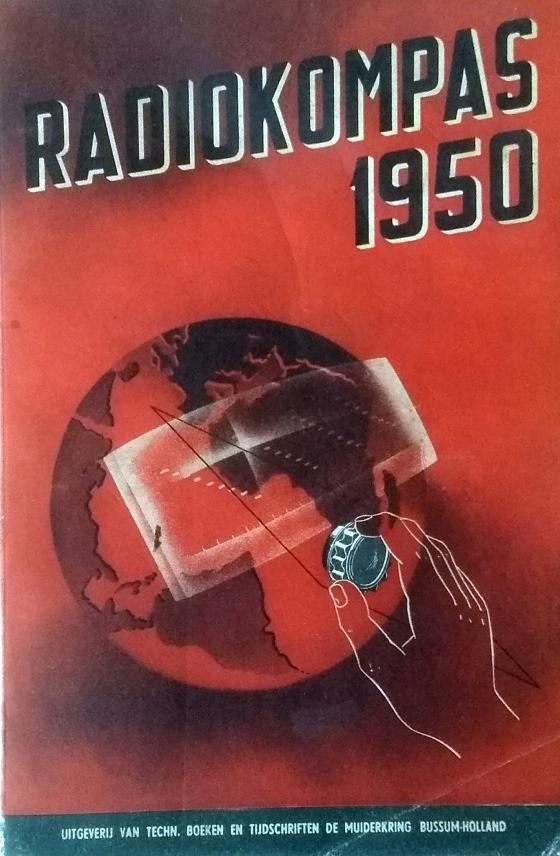 RADIOKOMPAS
1950
UITGEVERIJ VAN TECHN. BOEKEN EN TIJDSCHRIFTEN DE MUIDERKRING BUSSUM-HOLLAND